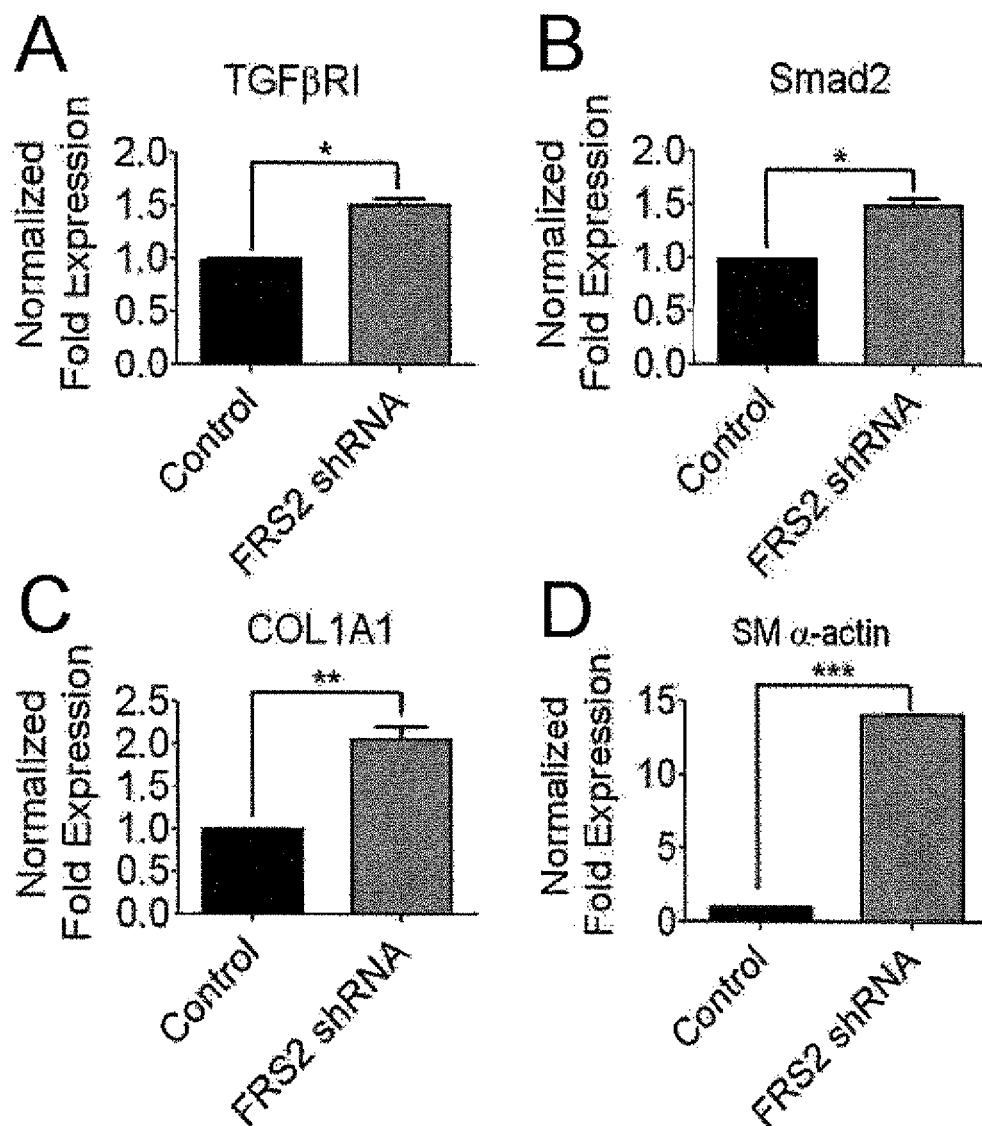 A
TGFβRI
Normalized
Fold Expression
2.0
1.5
1.0
0.5
0.0
*
Control
FRS2 shRNA
B
Smad2
Normalized
Fold Expression
2.0
1.5
1.0
0.5
0.0
*
Control
FRS2 shRNA
C
COL1A1
Normalized
Fold Expression
2.5
2.0
1.5
1.0
0.5
0.0
**
Control
FRS2 shRNA
D
SM α-actin
Normalized
Fold Expression
15
10
5
0
***
Control
FRS2 shRNA